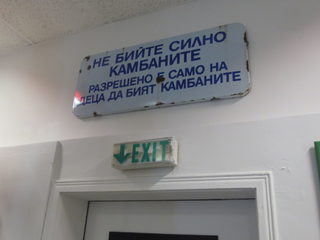 НЕ БИЙТЕ СИЛНО
КАМБАНИТЕ
РАЗРЕШЕНО Е САМО НА
ДЕЦА ДА БИЯТ КАМБАНИТЕ
EXIT